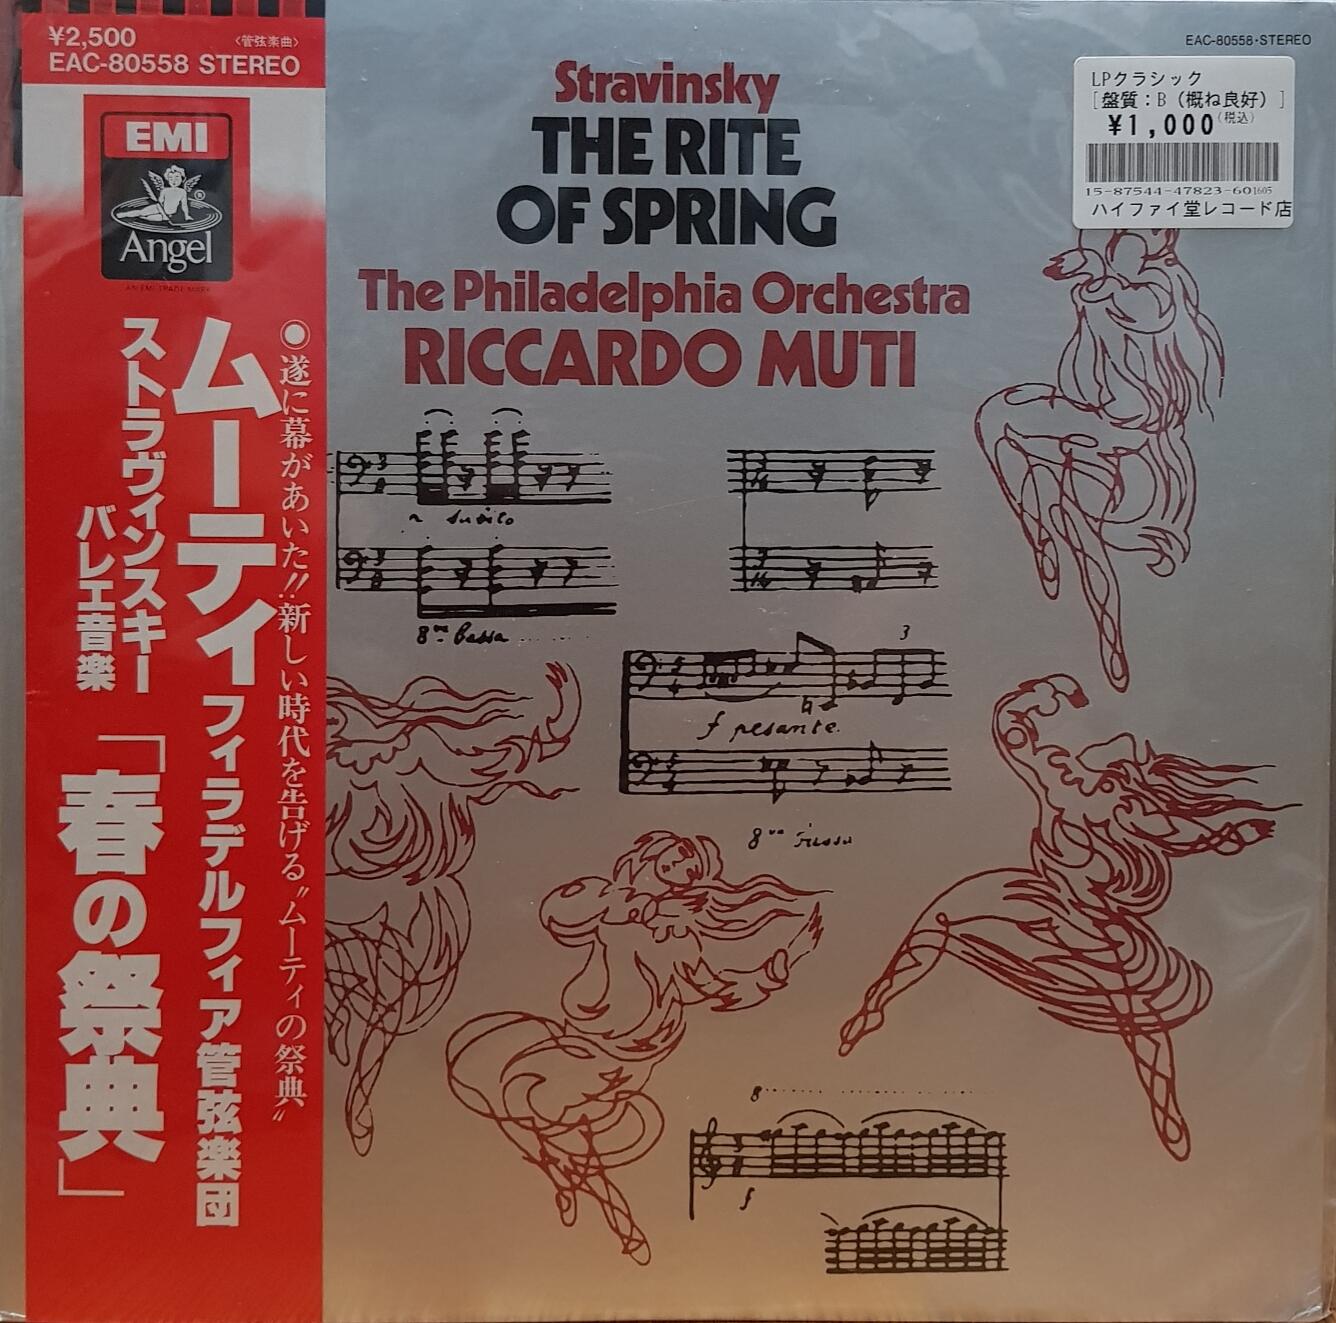 ¥2,500 〈管弦楽曲〉
EAC-80558 STEREO
EMI
®
Angel
AN EMI TRADE MARK
◉遂に幕があいた!!新しい時代を告げる〝ムーティの祭典〟
ムーティ フィラデルフィア管弦楽団
ストラヴィンスキー
バレエ音楽
「春の祭典」
EAC-80558・STEREO
Stravinsky
THE RITE
OF SPRING
The Philadelphia Orchestra
RICCARDO MUTI
LPクラシック
[盤質：B（概ね良好）]
¥1,000(税込)
15-87544-47823-601605
ハイファイ堂レコード店
subito
8va bassa
3
f pesante.
8va
8
f